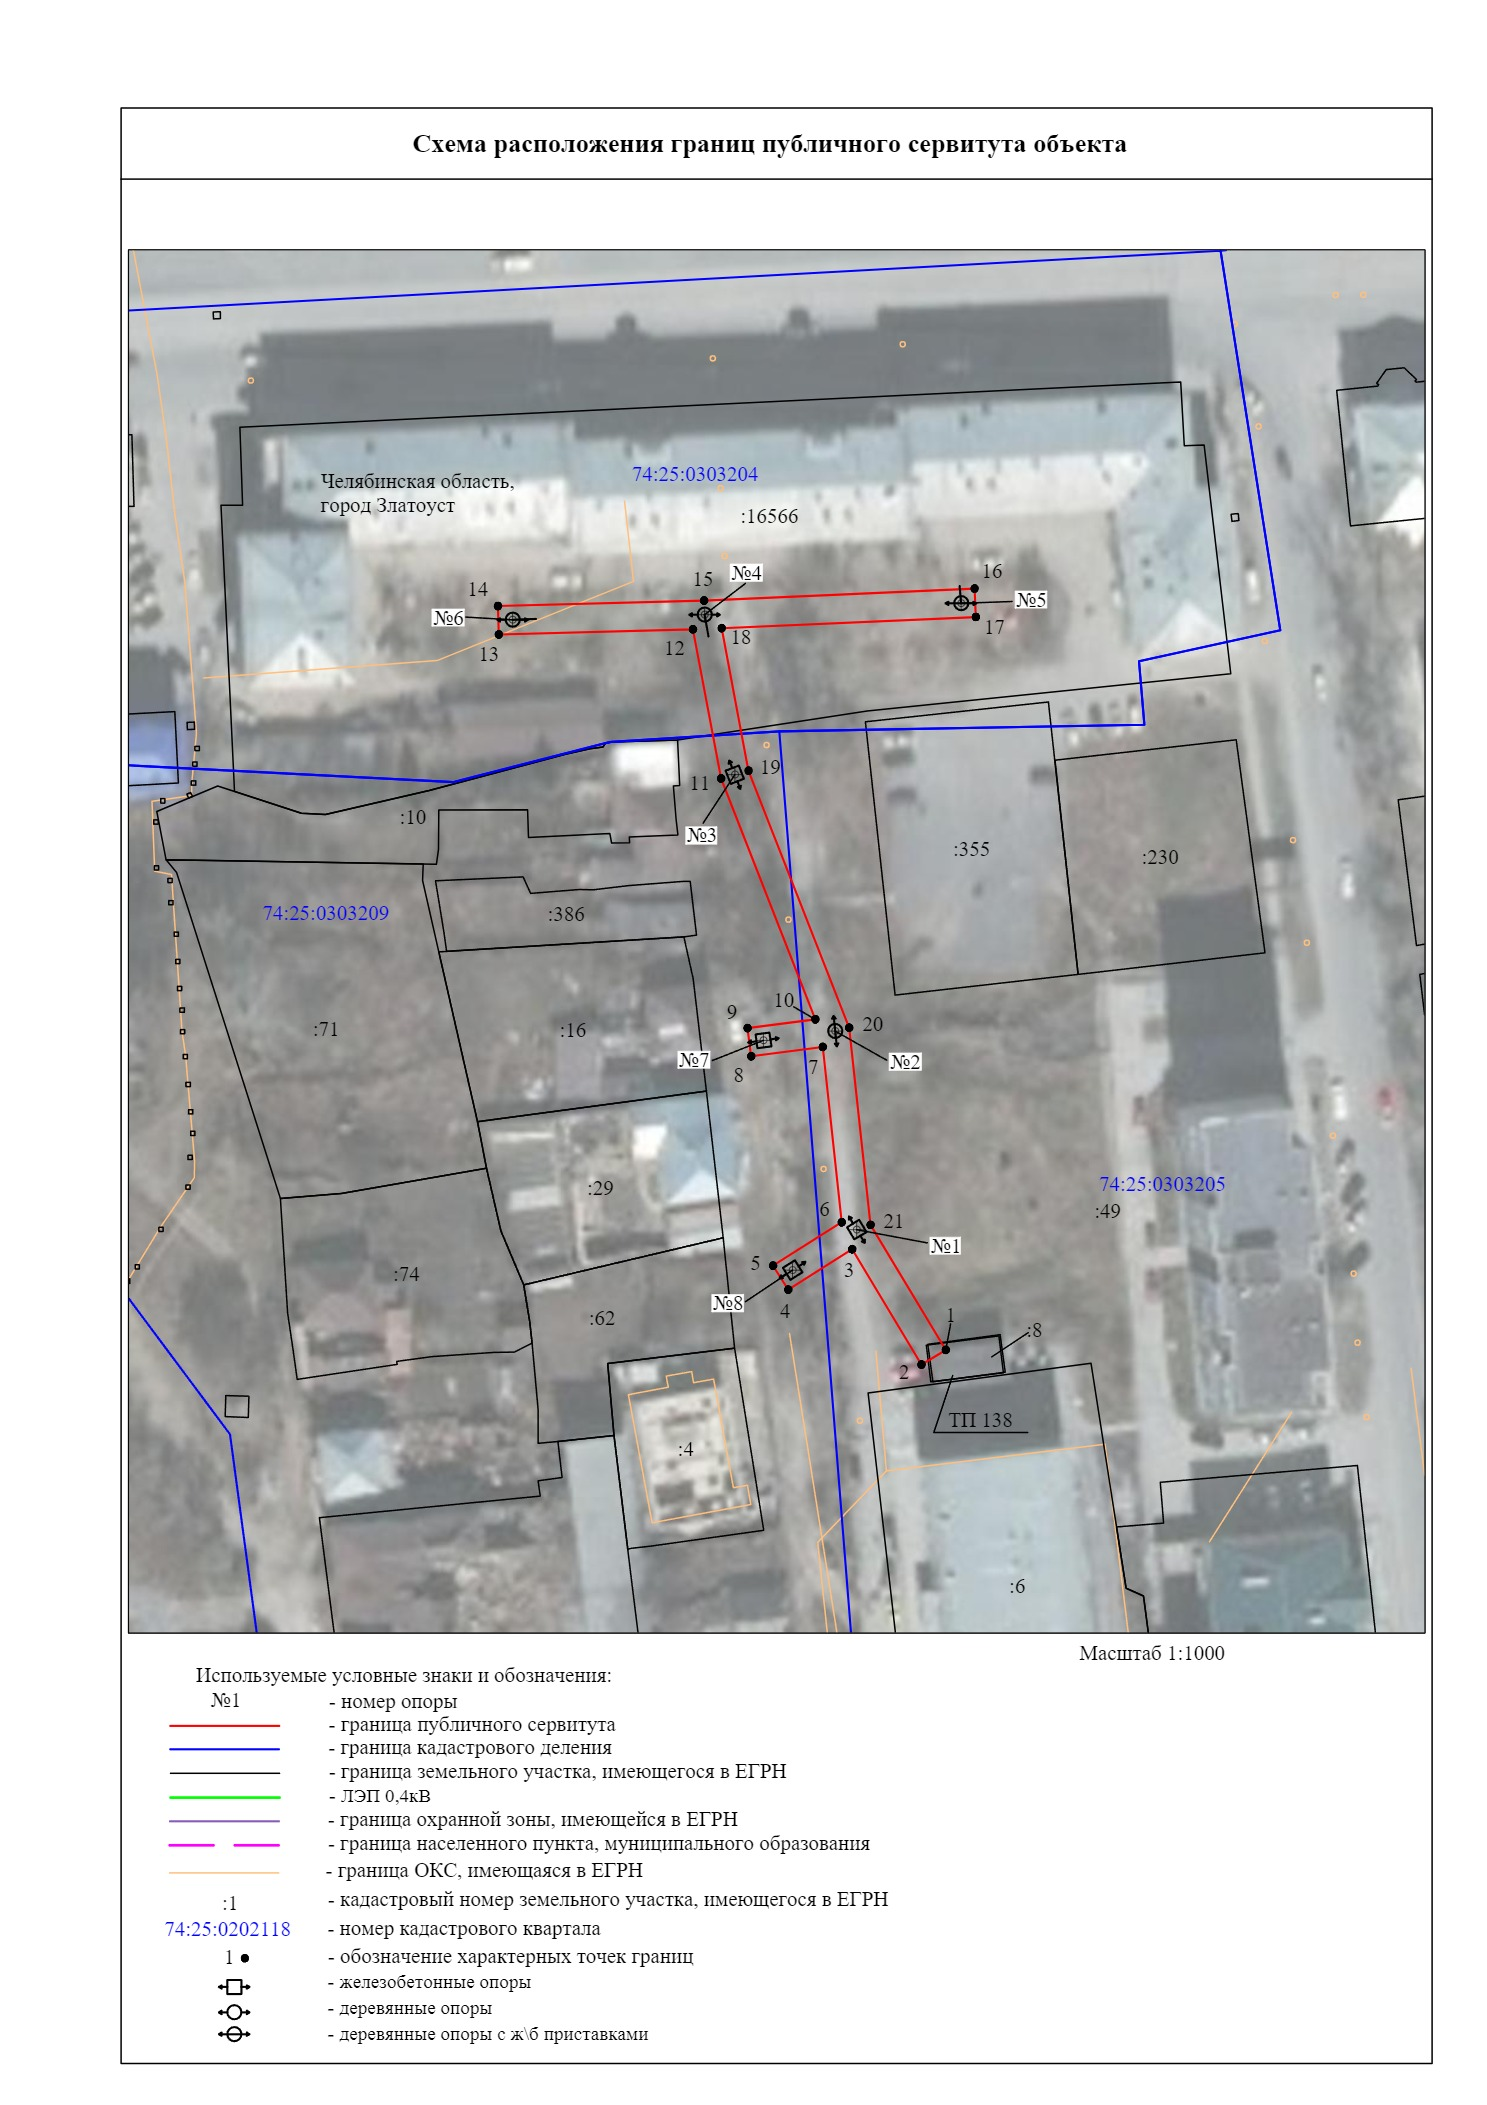 Схема расположения границ публичного сервитута объекта
Челябинская область,
город Златоуст
74:25:0303204
:16566
14
15
№4
16
№6
№5
13
12
18
17
11
19
№3
:10
:355
:230
74:25:0303209
:386
:71
:16
9
10
20
№7
8
7
№2
:29
74:25:0303205
:49
6
21
№1
5
3
№8
4
:74
:62
1
:8
2
ТП 138
:4
:6
Масштаб 1:1000
Используемые условные знаки и обозначения:
№1 - номер опоры
- граница публичного сервитута
- граница кадастрового деления
- граница земельного участка, имеющегося в ЕГРН
- ЛЭП 0,4кВ
- граница охранной зоны, имеющейся в ЕГРН
- граница населенного пункта, муниципального образования
- граница ОКС, имеющаяся в ЕГРН
:1 - кадастровый номер земельного участка, имеющегося в ЕГРН
74:25:0202118 - номер кадастрового квартала
1 - обозначение характерных точек границ
- железобетонные опоры
- деревянные опоры
- деревянные опоры с ж\б приставками